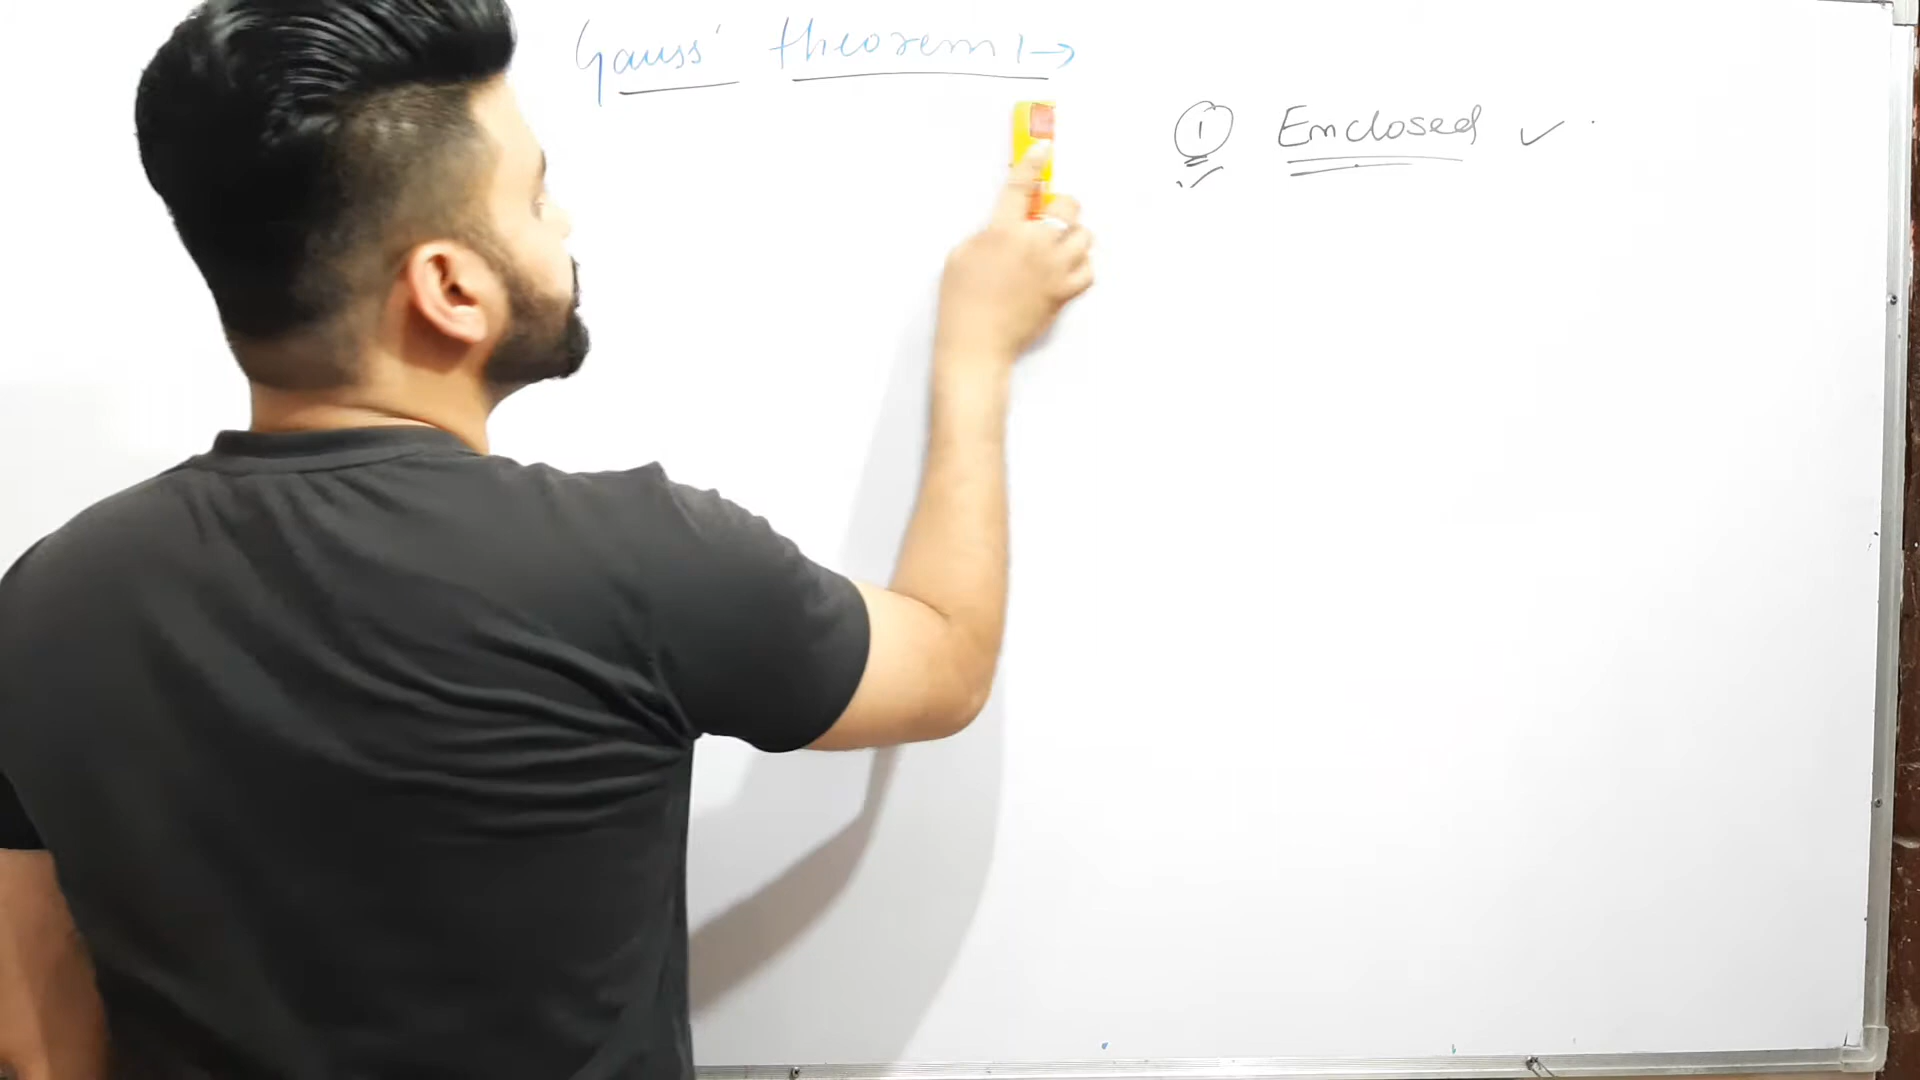 Gauss' theorem :→
① Enclosed ✓